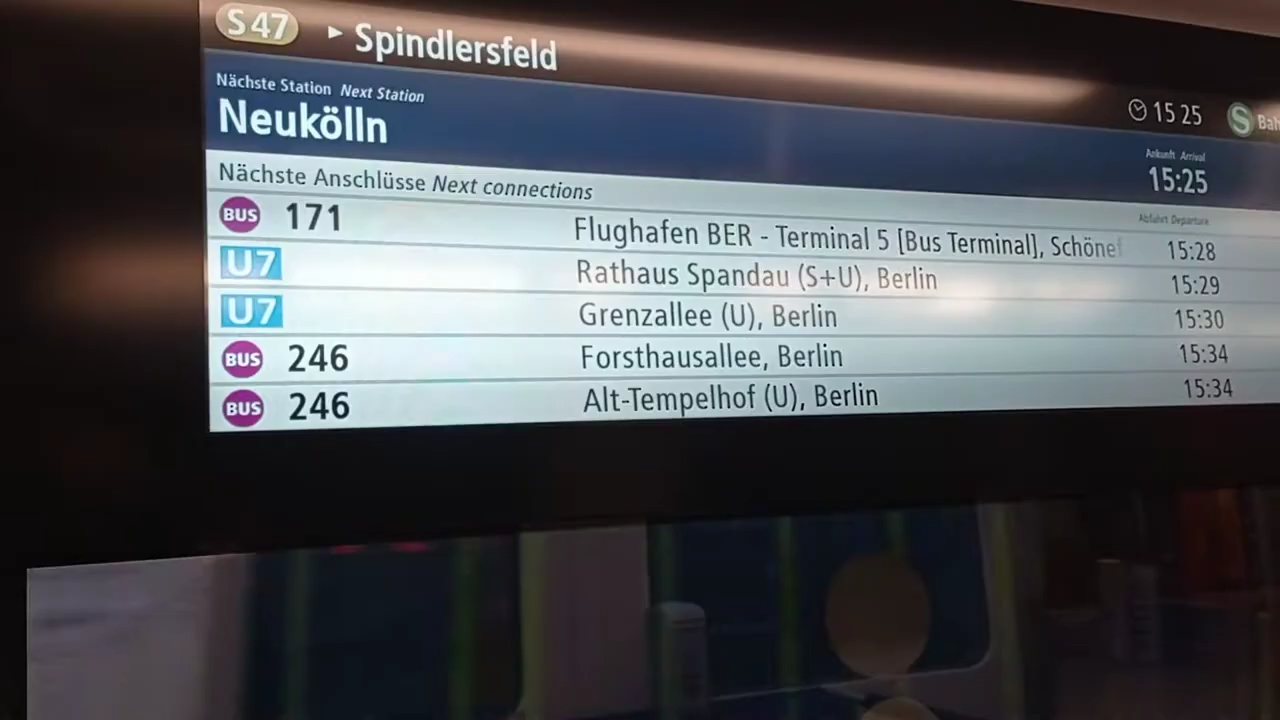 S47 ▸ Spindlersfeld
Nächste Station Next Station
Neukölln
15 25
S
Ankunft Arrival
15:25
Nächste Anschlüsse Next connections
Abfahrt Departure
BUS 171 Flughafen BER - Terminal 5 [Bus Terminal], Schönef 15:28
U7 Rathaus Spandau (S+U), Berlin 15:29
U7 Grenzallee (U), Berlin 15:30
BUS 246 Forsthausallee, Berlin 15:34
BUS 246 Alt-Tempelhof (U), Berlin 15:34